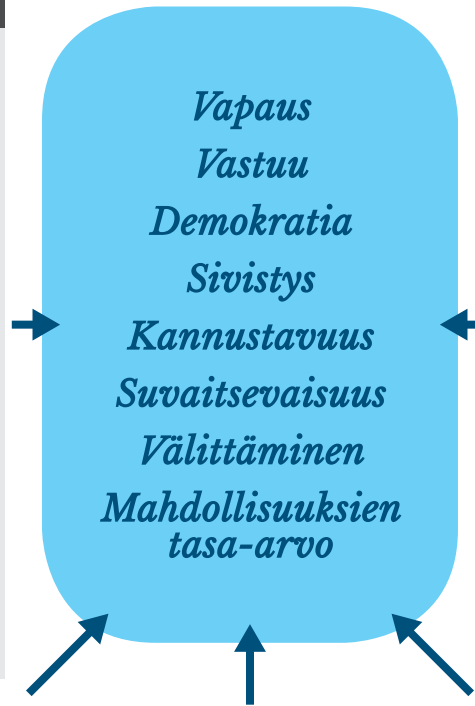 Vapaus
Vastuu
Demokratia
Sivistys
Kannustavuus
Suvaitsevaisuus
Välittäminen
Mahdollisuuksien
tasa-arvo